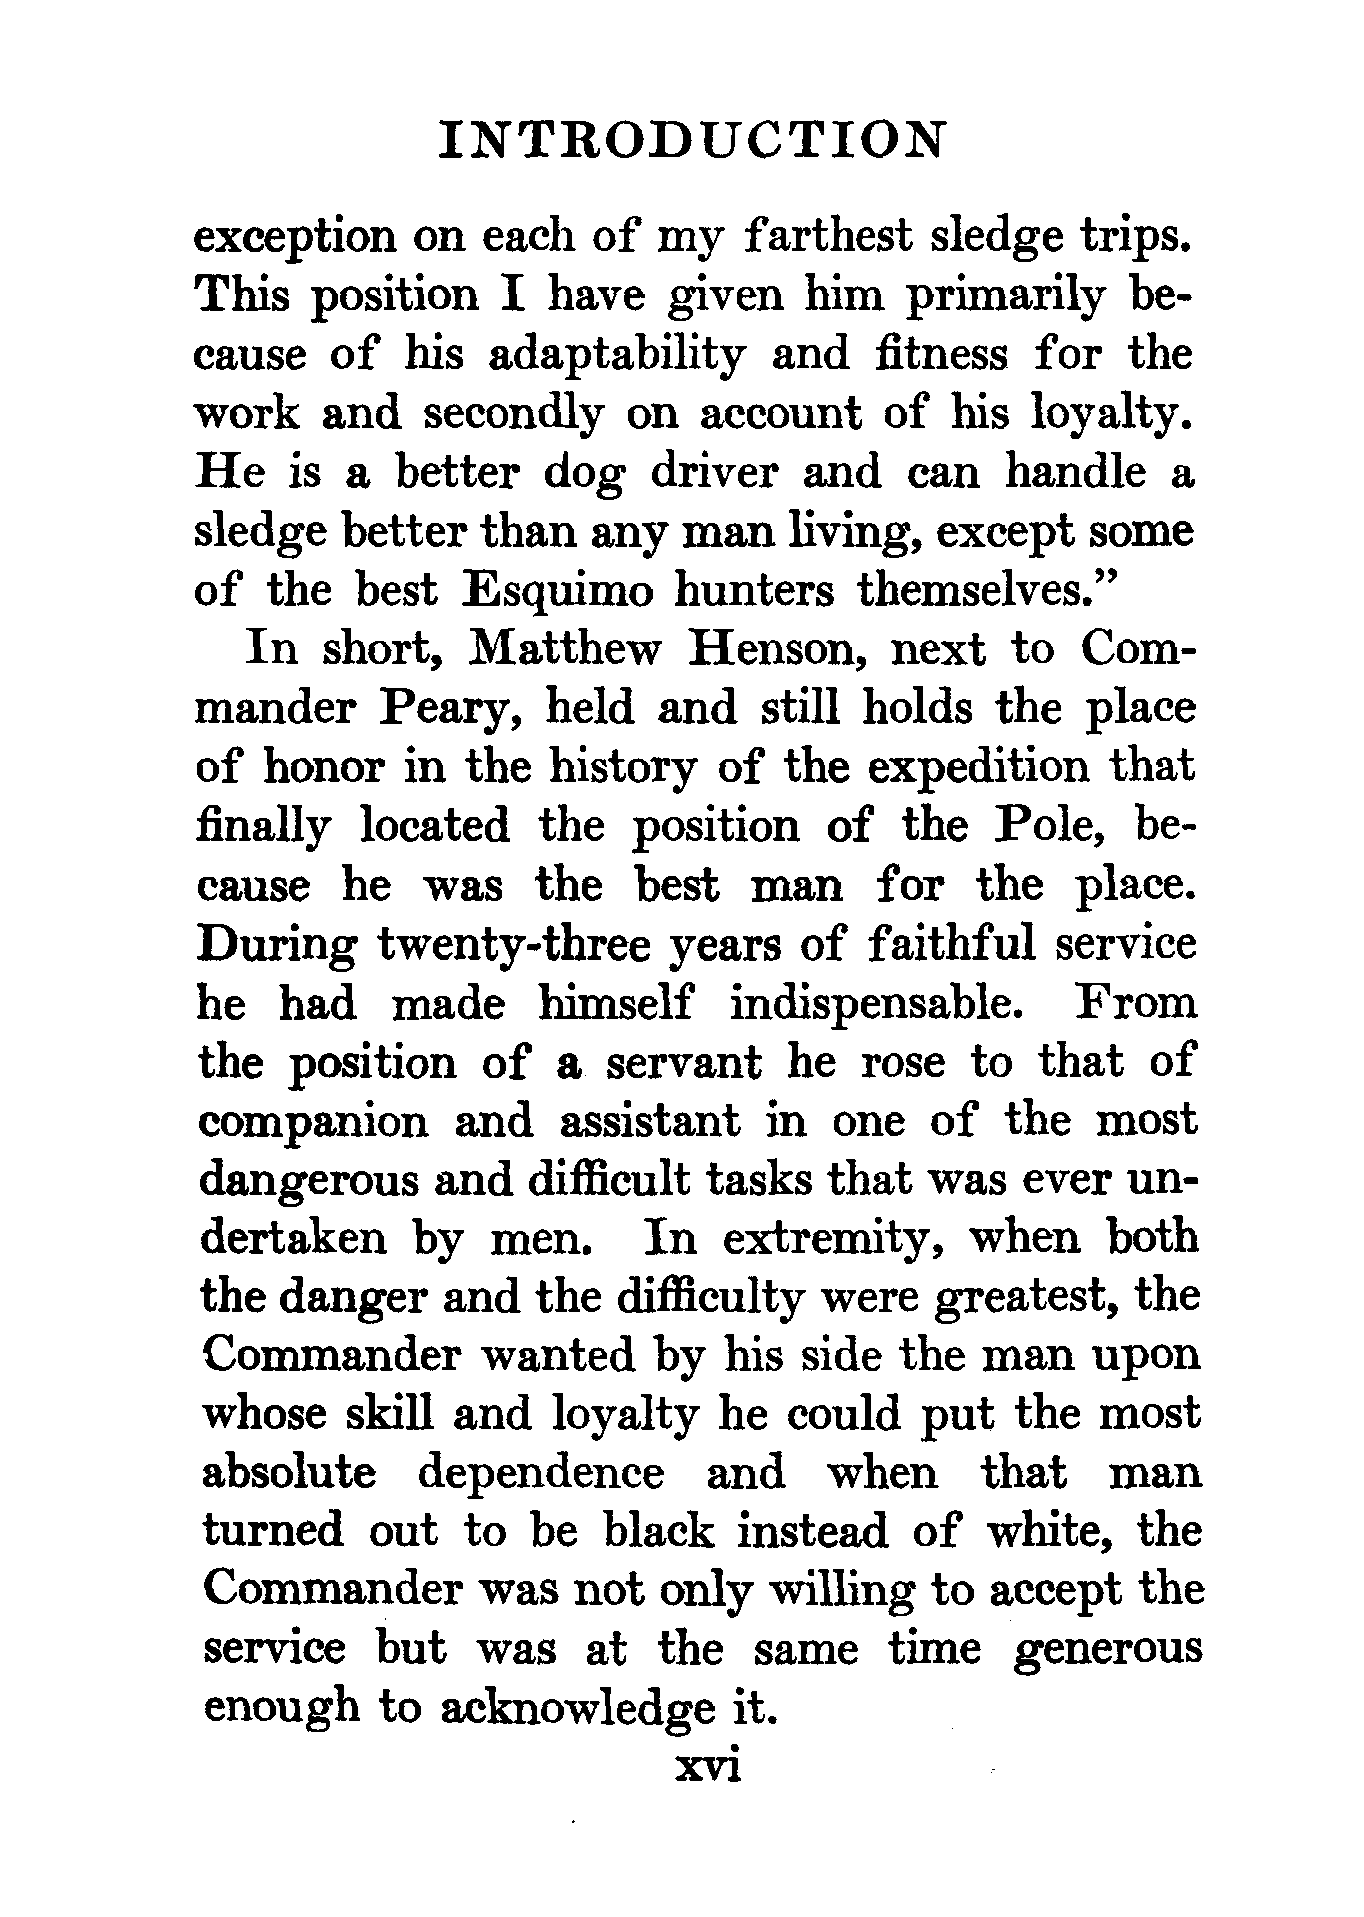 INTRODUCTION
exception on each of my farthest sledge trips.
This position I have given him primarily be-
cause of his adaptability and fitness for the
work and secondly on account of his loyalty.
He is a better dog driver and can handle a
sledge better than any man living, except some
of the best Esquimo hunters themselves.”
In short, Matthew Henson, next to Com-
mander Peary, held and still holds the place
of honor in the history of the expedition that
finally located the position of the Pole, be-
cause he was the best man for the place.
During twenty-three years of faithful service
he had made himself indispensable. From
the position of a servant he rose to that of
companion and assistant in one of the most
dangerous and difficult tasks that was ever un-
dertaken by men. In extremity, when both
the danger and the difficulty were greatest, the
Commander wanted by his side the man upon
whose skill and loyalty he could put the most
absolute dependence and when that man
turned out to be black instead of white, the
Commander was not only willing to accept the
service but was at the same time generous
enough to acknowledge it.
xvi